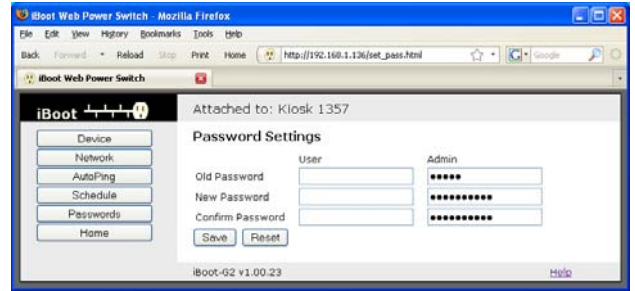 iBoot Web Power Switch - Mozilla Firefox
File Edit View History Bookmarks Tools Help
Back Forward Reload Stop Print Home http://192.168.1.136/set_pass.html Google
iBoot Web Power Switch
iBoot
Attached to: Kiosk 1357
Device
Network
AutoPing
Schedule
Passwords
Home
Password Settings
User Admin
Old Password •••••
New Password ••••••••••
Confirm Password ••••••••••
Save Reset
iBoot-G2 v1.00.23 Help